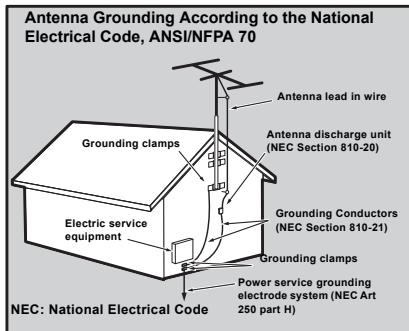 Antenna Grounding According to the National
Electrical Code, ANSI/NFPA 70
Antenna lead in wire
Grounding clamps
Antenna discharge unit
(NEC Section 810-20)
Electric service
equipment
Grounding Conductors
(NEC Section 810-21)
Grounding clamps
Power service grounding
electrode system (NEC Art
250 part H)
NEC: National Electrical Code